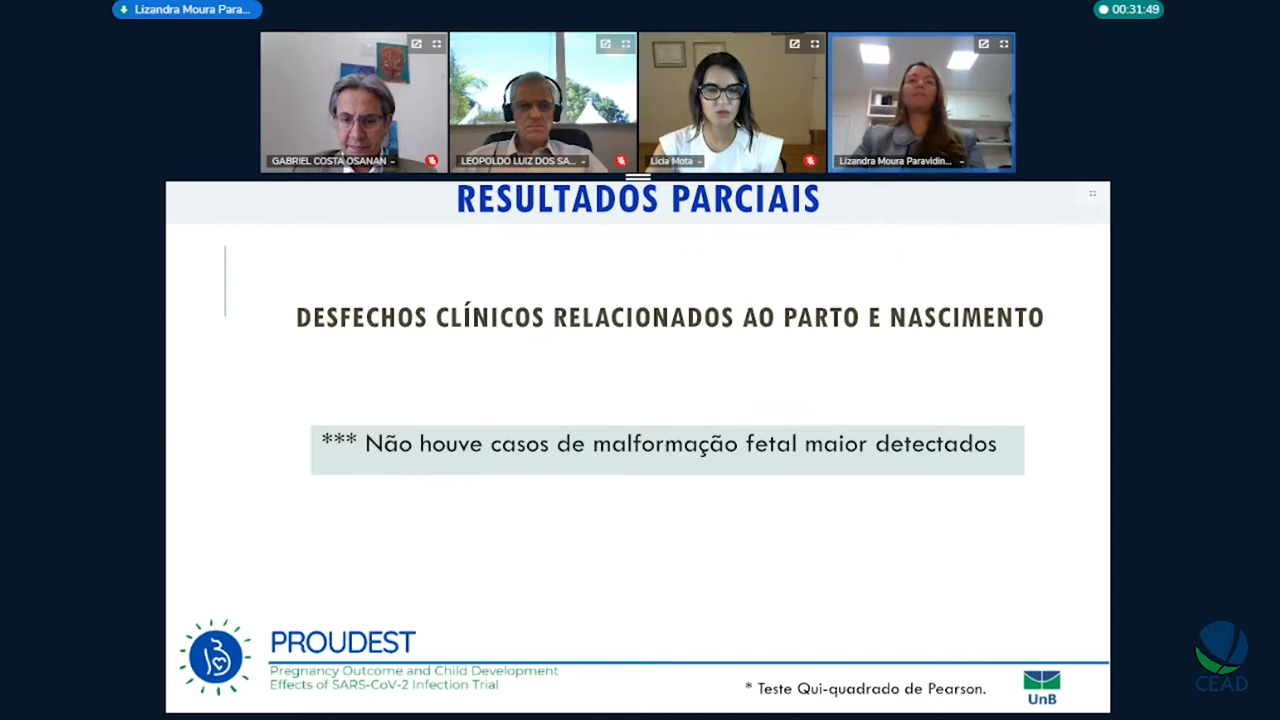 Lizandra Moura Para...
00:31:49
GABRIEL COSTA OSANAN
LEOPOLDO LUIZ DOS SA...
Licia Mota
Lizandra Moura Paravidin...
RESULTADOS PARCIAIS
DESFECHOS CLÍNICOS RELACIONADOS AO PARTO E NASCIMENTO
*** Não houve casos de malformação fetal maior detectados
PROUDEST
Pregnancy Outcome and Child Development
Effects of SARS-CoV-2 Infection Trial
* Teste Qui-quadrado de Pearson.
UnB
CEAD